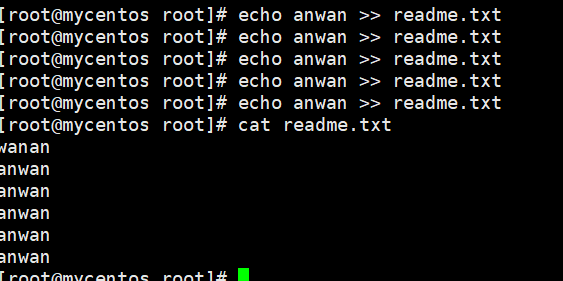 [root@mycentos root]# echo anwan >> readme.txt
[root@mycentos root]# echo anwan >> readme.txt
[root@mycentos root]# echo anwan >> readme.txt
[root@mycentos root]# echo anwan >> readme.txt
[root@mycentos root]# echo anwan >> readme.txt
[root@mycentos root]# cat readme.txt
wanan
anwan
anwan
anwan
anwan
anwan
[root@mycentos root]#